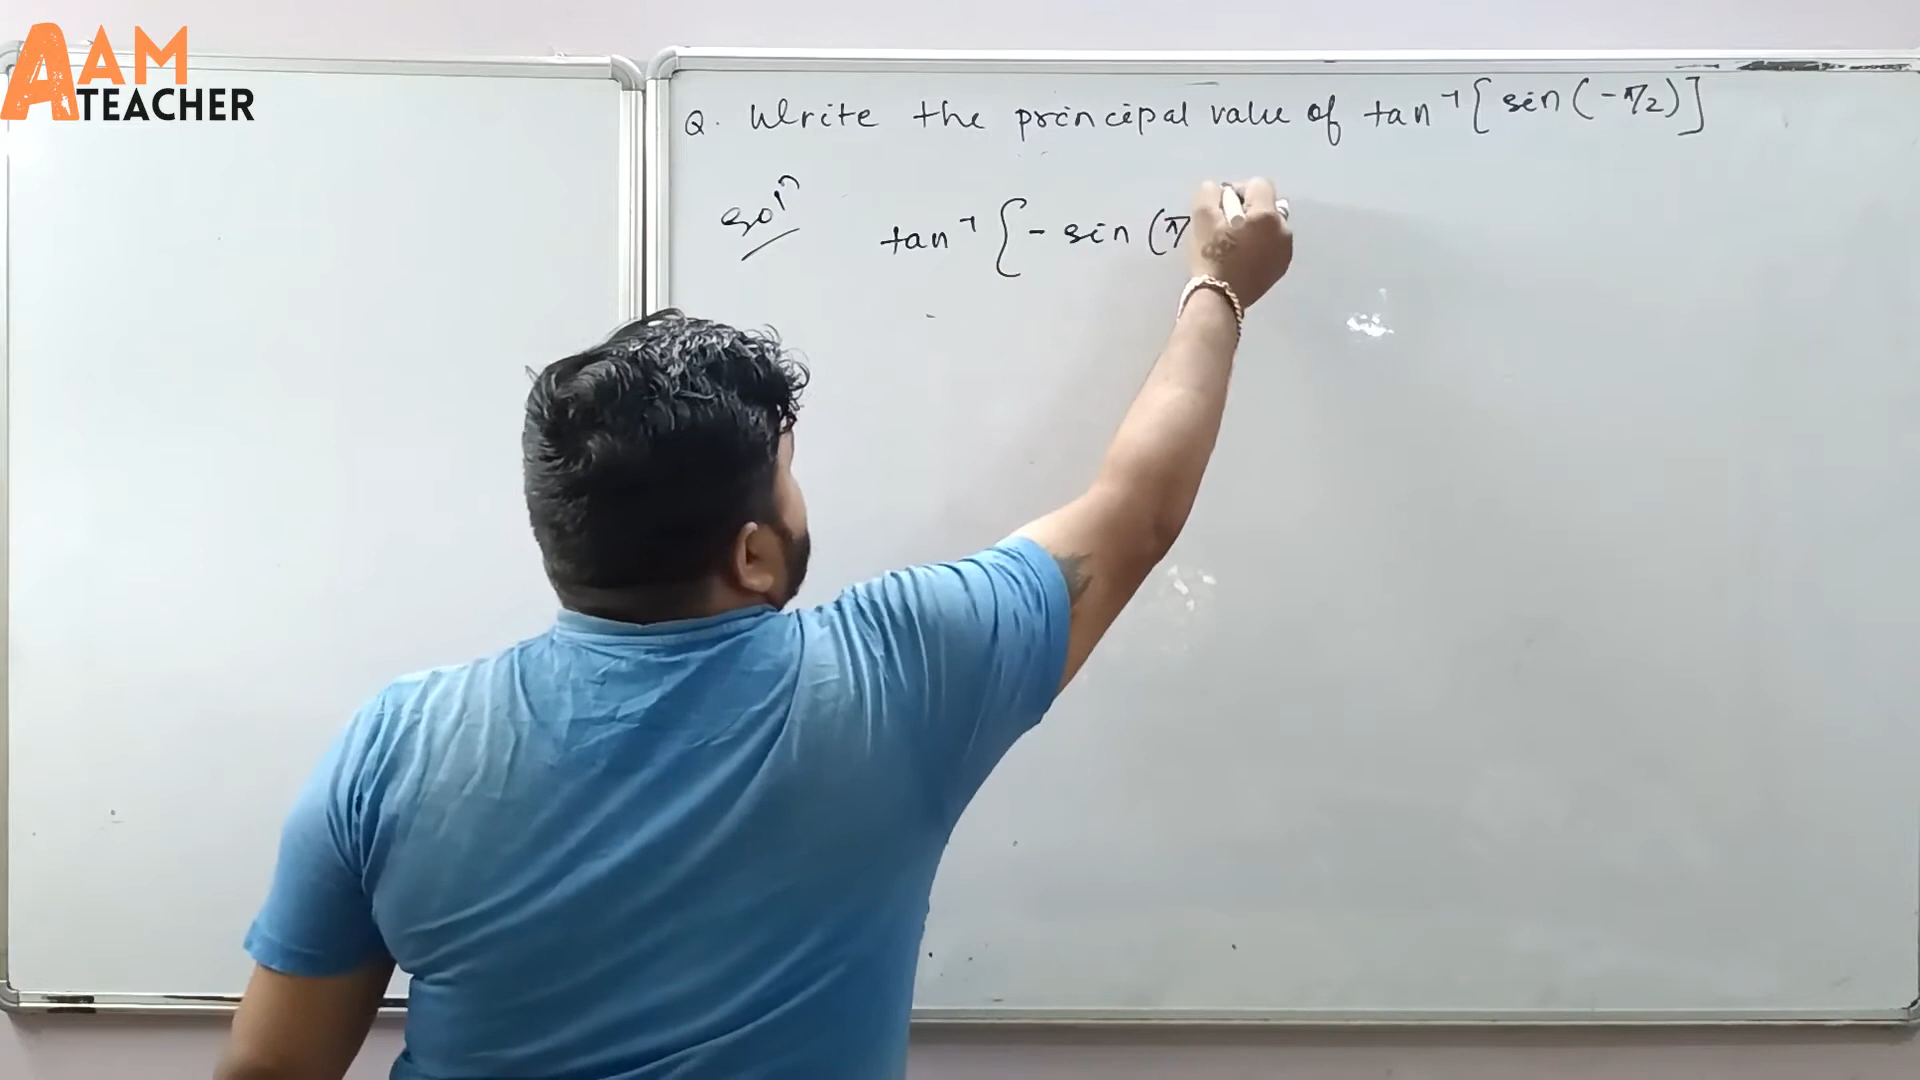 AAM
TEACHER
Q. Write the principal value of tan⁻¹[sin(-π/2)]
Solⁿ
tan⁻¹{- sin (π